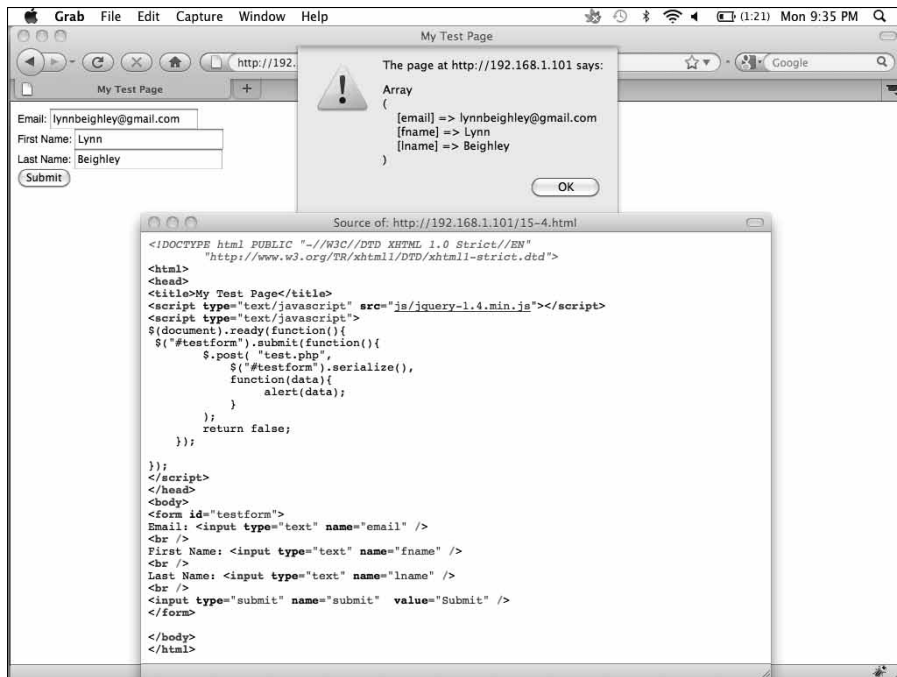 Grab File Edit Capture Window Help (1:21) Mon 9:35 PM
My Test Page
http://192. Google
My Test Page +
Email: lynnbeighley@gmail.com
First Name: Lynn
Last Name: Beighley
Submit
The page at http://192.168.1.101 says:
Array
(
[email] => lynnbeighley@gmail.com
[fname] => Lynn
[lname] => Beighley
)
OK
Source of: http://192.168.1.101/15-4.html
<!DOCTYPE html PUBLIC "-//W3C//DTD XHTML 1.0 Strict//EN"
"http://www.w3.org/TR/xhtml1/DTD/xhtml1-strict.dtd">
<html>
<head>
<title>My Test Page</title>
<script type="text/javascript" src="js/jquery-1.4.min.js"></script>
<script type="text/javascript">
$(document).ready(function(){
$("#testform").submit(function(){
$.post( "test.php",
$("#testform").serialize(),
function(data){
alert(data);
}
);
return false;
});
});
</script>
</head>
<body>
<form id="testform">
Email: <input type="text" name="email" />
<br />
First Name: <input type="text" name="fname" />
<br />
Last Name: <input type="text" name="lname" />
<br />
<input type="submit" name="submit" value="Submit" />
</form>
</body>
</html>